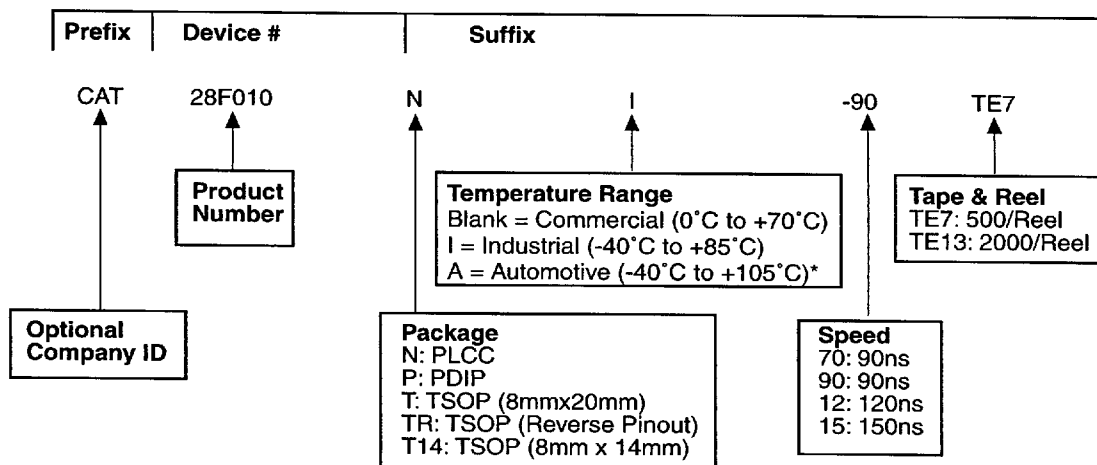 Prefix Device # Suffix
CAT 28F010 N I -90 TE7
Product
Number
Temperature Range
Blank = Commercial (0˚C to +70˚C)
I = Industrial (-40˚C to +85˚C)
A = Automotive (-40˚C to +105˚C)*
Tape & Reel
TE7: 500/Reel
TE13: 2000/Reel
Optional
Company ID
Package
N: PLCC
P: PDIP
T: TSOP (8mmx20mm)
TR: TSOP (Reverse Pinout)
T14: TSOP (8mm x 14mm)
Speed
70: 90ns
90: 90ns
12: 120ns
15: 150ns